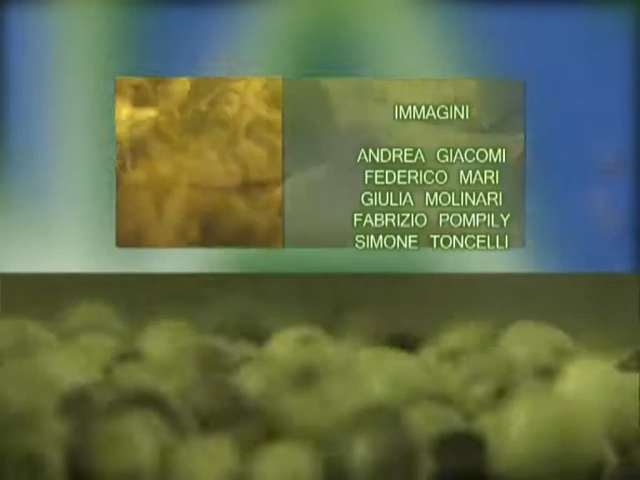 IMMAGINI
ANDREA GIACOMI
FEDERICO MARI
GIULIA MOLINARI
FABRIZIO POMPILY
SIMONE TONCELLI